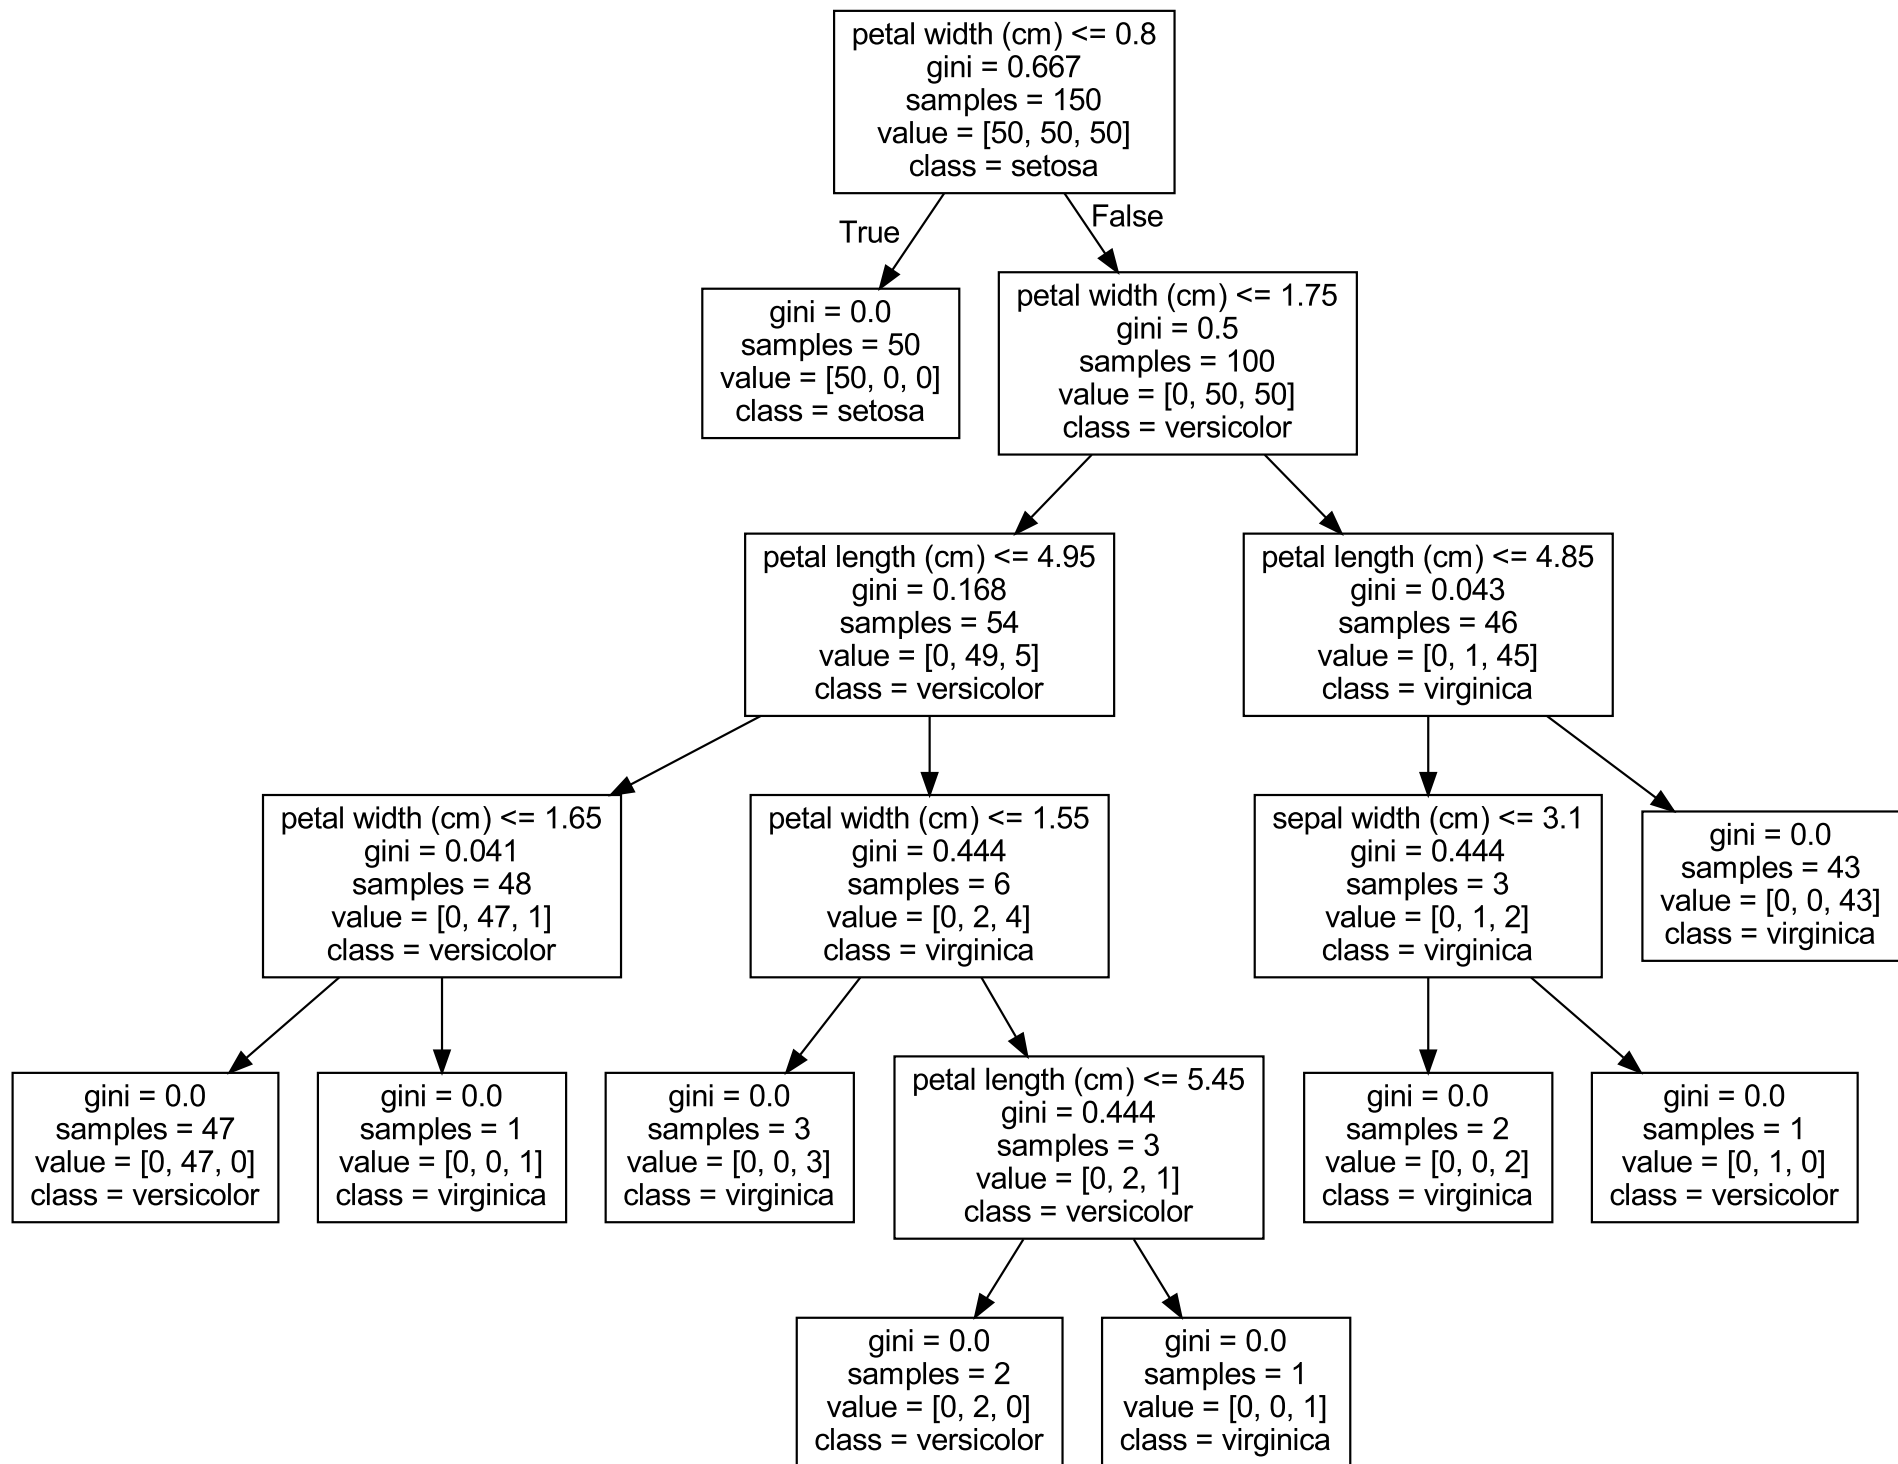 petal width (cm) <= 0.8
gini = 0.667
samples = 150
value = [50, 50, 50]
class = setosa
True
False
gini = 0.0
samples = 50
value = [50, 0, 0]
class = setosa
petal width (cm) <= 1.75
gini = 0.5
samples = 100
value = [0, 50, 50]
class = versicolor
petal length (cm) <= 4.95
gini = 0.168
samples = 54
value = [0, 49, 5]
class = versicolor
petal length (cm) <= 4.85
gini = 0.043
samples = 46
value = [0, 1, 45]
class = virginica
petal width (cm) <= 1.65
gini = 0.041
samples = 48
value = [0, 47, 1]
class = versicolor
petal width (cm) <= 1.55
gini = 0.444
samples = 6
value = [0, 2, 4]
class = virginica
sepal width (cm) <= 3.1
gini = 0.444
samples = 3
value = [0, 1, 2]
class = virginica
gini = 0.0
samples = 43
value = [0, 0, 43]
class = virginica
gini = 0.0
samples = 47
value = [0, 47, 0]
class = versicolor
gini = 0.0
samples = 1
value = [0, 0, 1]
class = virginica
gini = 0.0
samples = 3
value = [0, 0, 3]
class = virginica
petal length (cm) <= 5.45
gini = 0.444
samples = 3
value = [0, 2, 1]
class = versicolor
gini = 0.0
samples = 2
value = [0, 0, 2]
class = virginica
gini = 0.0
samples = 1
value = [0, 1, 0]
class = versicolor
gini = 0.0
samples = 2
value = [0, 2, 0]
class = versicolor
gini = 0.0
samples = 1
value = [0, 0, 1]
class = virginica